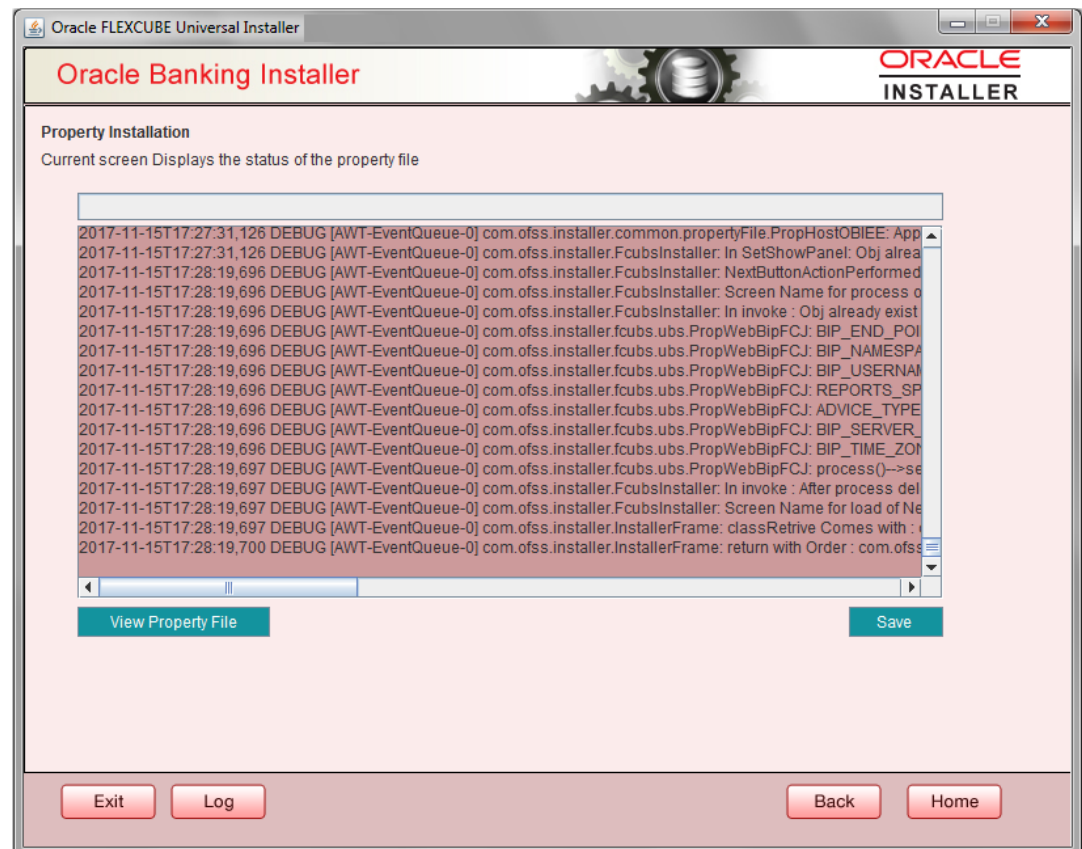 Oracle FLEXCUBE Universal Installer
Oracle Banking Installer
ORACLE
INSTALLER
Property Installation
Current screen Displays the status of the property file
2017-11-15T17:27:31,126 DEBUG [AWT-EventQueue-0] com.ofss.installer.common.propertyFile.PropHostOBIEE: App
2017-11-15T17:27:31,126 DEBUG [AWT-EventQueue-0] com.ofss.installer.FcubsInstaller: In SetShowPanel: Obj alrea
2017-11-15T17:28:19,696 DEBUG [AWT-EventQueue-0] com.ofss.installer.FcubsInstaller: NextButtonActionPerformed
2017-11-15T17:28:19,696 DEBUG [AWT-EventQueue-0] com.ofss.installer.FcubsInstaller: Screen Name for process o
2017-11-15T17:28:19,696 DEBUG [AWT-EventQueue-0] com.ofss.installer.FcubsInstaller: In invoke : Obj already exist
2017-11-15T17:28:19,696 DEBUG [AWT-EventQueue-0] com.ofss.installer.fcubs.ubs.PropWebBipFCJ: BIP_END_POI
2017-11-15T17:28:19,696 DEBUG [AWT-EventQueue-0] com.ofss.installer.fcubs.ubs.PropWebBipFCJ: BIP_NAMESPA
2017-11-15T17:28:19,696 DEBUG [AWT-EventQueue-0] com.ofss.installer.fcubs.ubs.PropWebBipFCJ: BIP_USERNAM
2017-11-15T17:28:19,696 DEBUG [AWT-EventQueue-0] com.ofss.installer.fcubs.ubs.PropWebBipFCJ: REPORTS_SP
2017-11-15T17:28:19,696 DEBUG [AWT-EventQueue-0] com.ofss.installer.fcubs.ubs.PropWebBipFCJ: ADVICE_TYPE
2017-11-15T17:28:19,696 DEBUG [AWT-EventQueue-0] com.ofss.installer.fcubs.ubs.PropWebBipFCJ: BIP_SERVER_
2017-11-15T17:28:19,696 DEBUG [AWT-EventQueue-0] com.ofss.installer.fcubs.ubs.PropWebBipFCJ: BIP_TIME_ZON
2017-11-15T17:28:19,697 DEBUG [AWT-EventQueue-0] com.ofss.installer.fcubs.ubs.PropWebBipFCJ: process()-->se
2017-11-15T17:28:19,697 DEBUG [AWT-EventQueue-0] com.ofss.installer.FcubsInstaller: In invoke : After process del
2017-11-15T17:28:19,697 DEBUG [AWT-EventQueue-0] com.ofss.installer.FcubsInstaller: Screen Name for load of Ne
2017-11-15T17:28:19,697 DEBUG [AWT-EventQueue-0] com.ofss.installer.InstallerFrame: classRetrive Comes with :
2017-11-15T17:28:19,700 DEBUG [AWT-EventQueue-0] com.ofss.installer.InstallerFrame: return with Order : com.ofss
View Property File
Save
Exit
Log
Back
Home